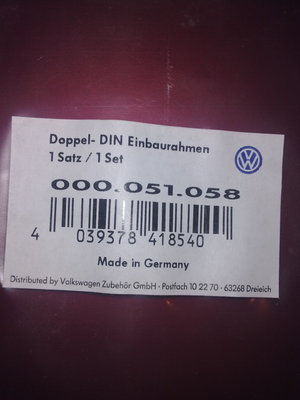 Doppel- DIN Einbaurahmen
1 Satz / 1 Set
000.051.058
4 039378 418540
Made in Germany
Distributed by Volkswagen Zubehör GmbH · Postfach 10 22 70 · 63268 Dreieich